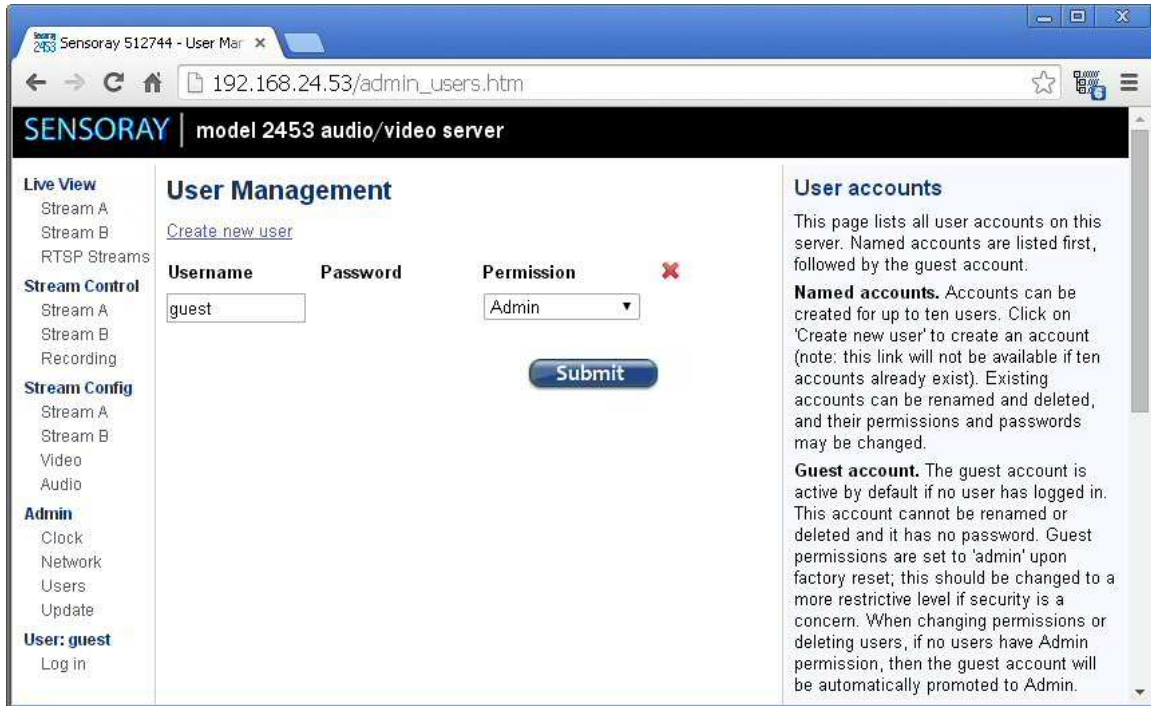 Sensoray 512744 - User Mar
192.168.24.53/admin_users.htm
SENSORAY | model 2453 audio/video server
Live View
Stream A
Stream B
RTSP Streams
Stream Control
Stream A
Stream B
Recording
Stream Config
Stream A
Stream B
Video
Audio
Admin
Clock
Network
Users
Update
User: guest
Log in
User Management
Create new user
Username Password Permission
guest Admin
Submit
User accounts
This page lists all user accounts on this
server. Named accounts are listed first,
followed by the guest account.
Named accounts. Accounts can be
created for up to ten users. Click on
'Create new user' to create an account
(note: this link will not be available if ten
accounts already exist). Existing
accounts can be renamed and deleted,
and their permissions and passwords
may be changed.
Guest account. The guest account is
active by default if no user has logged in.
This account cannot be renamed or
deleted and it has no password. Guest
permissions are set to 'admin' upon
factory reset; this should be changed to a
more restrictive level if security is a
concern. When changing permissions or
deleting users, if no users have Admin
permission, then the guest account will
be automatically promoted to Admin.